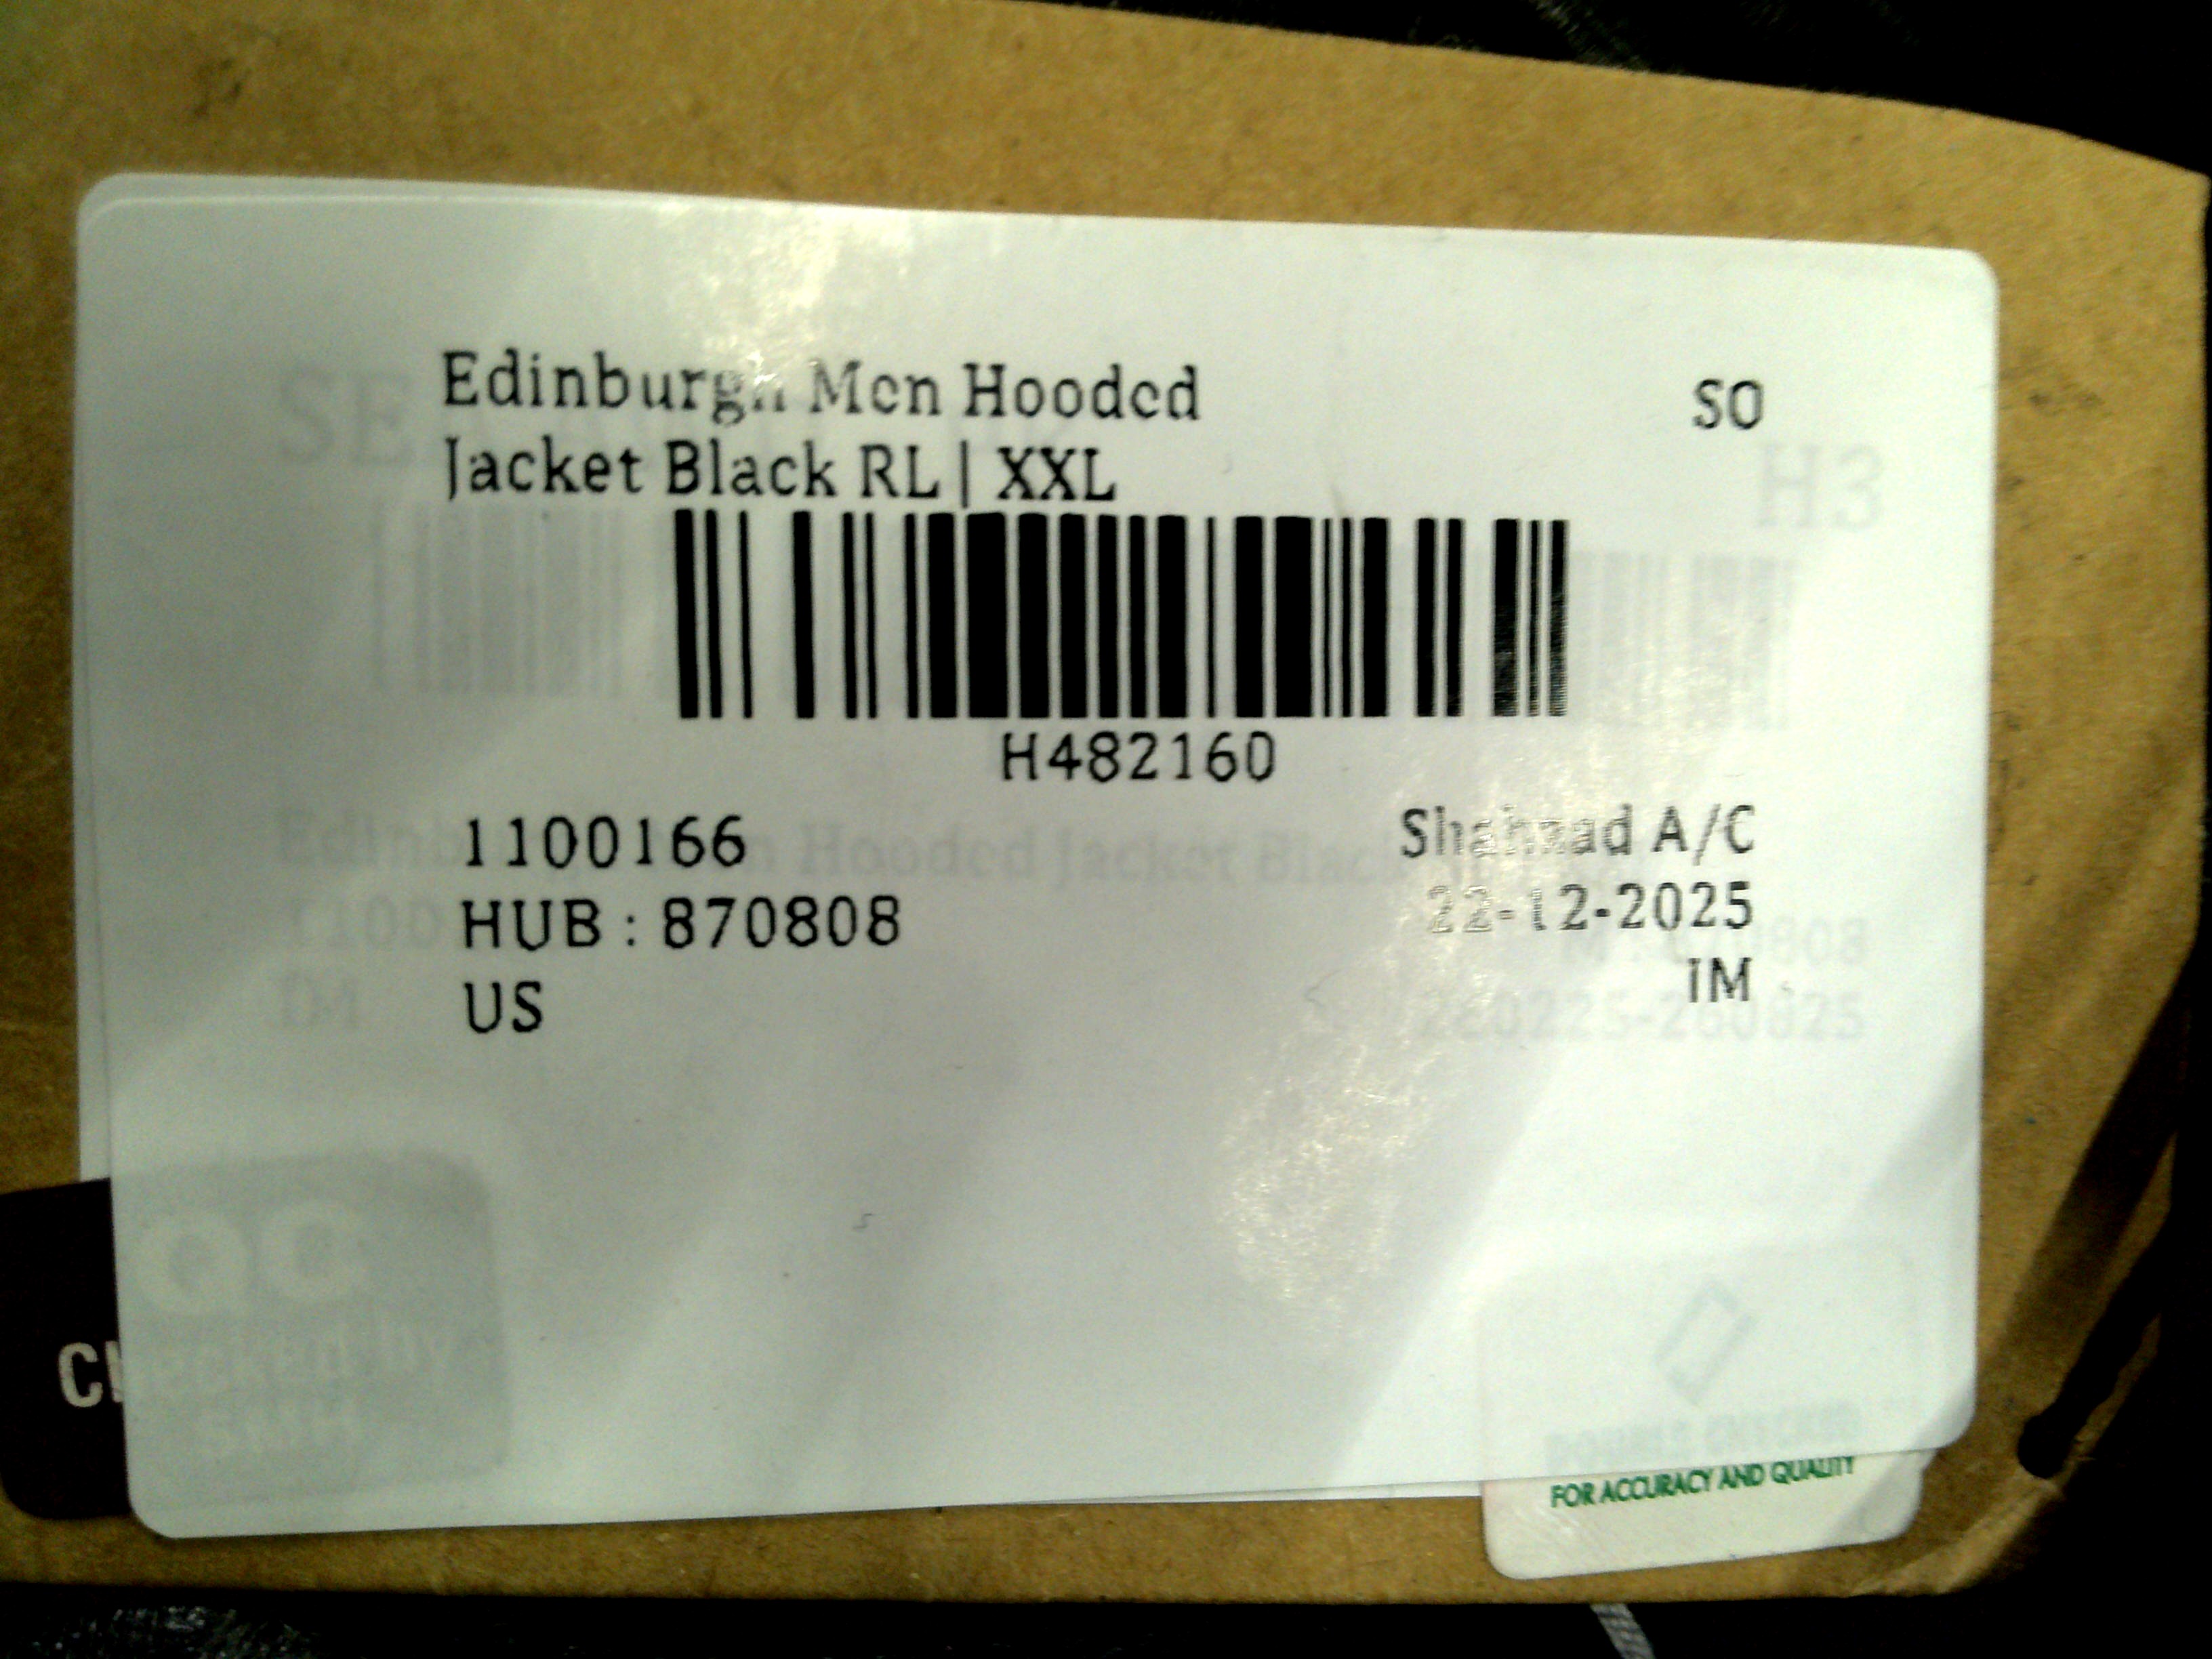 Edinburgh Men Hooded
SO
Jacket Black RL | XXL
H3
H482160
1100166
A/C
HUB : 870808
22-12-2025
US
IM
FOR ACCURACY AND QUALITY